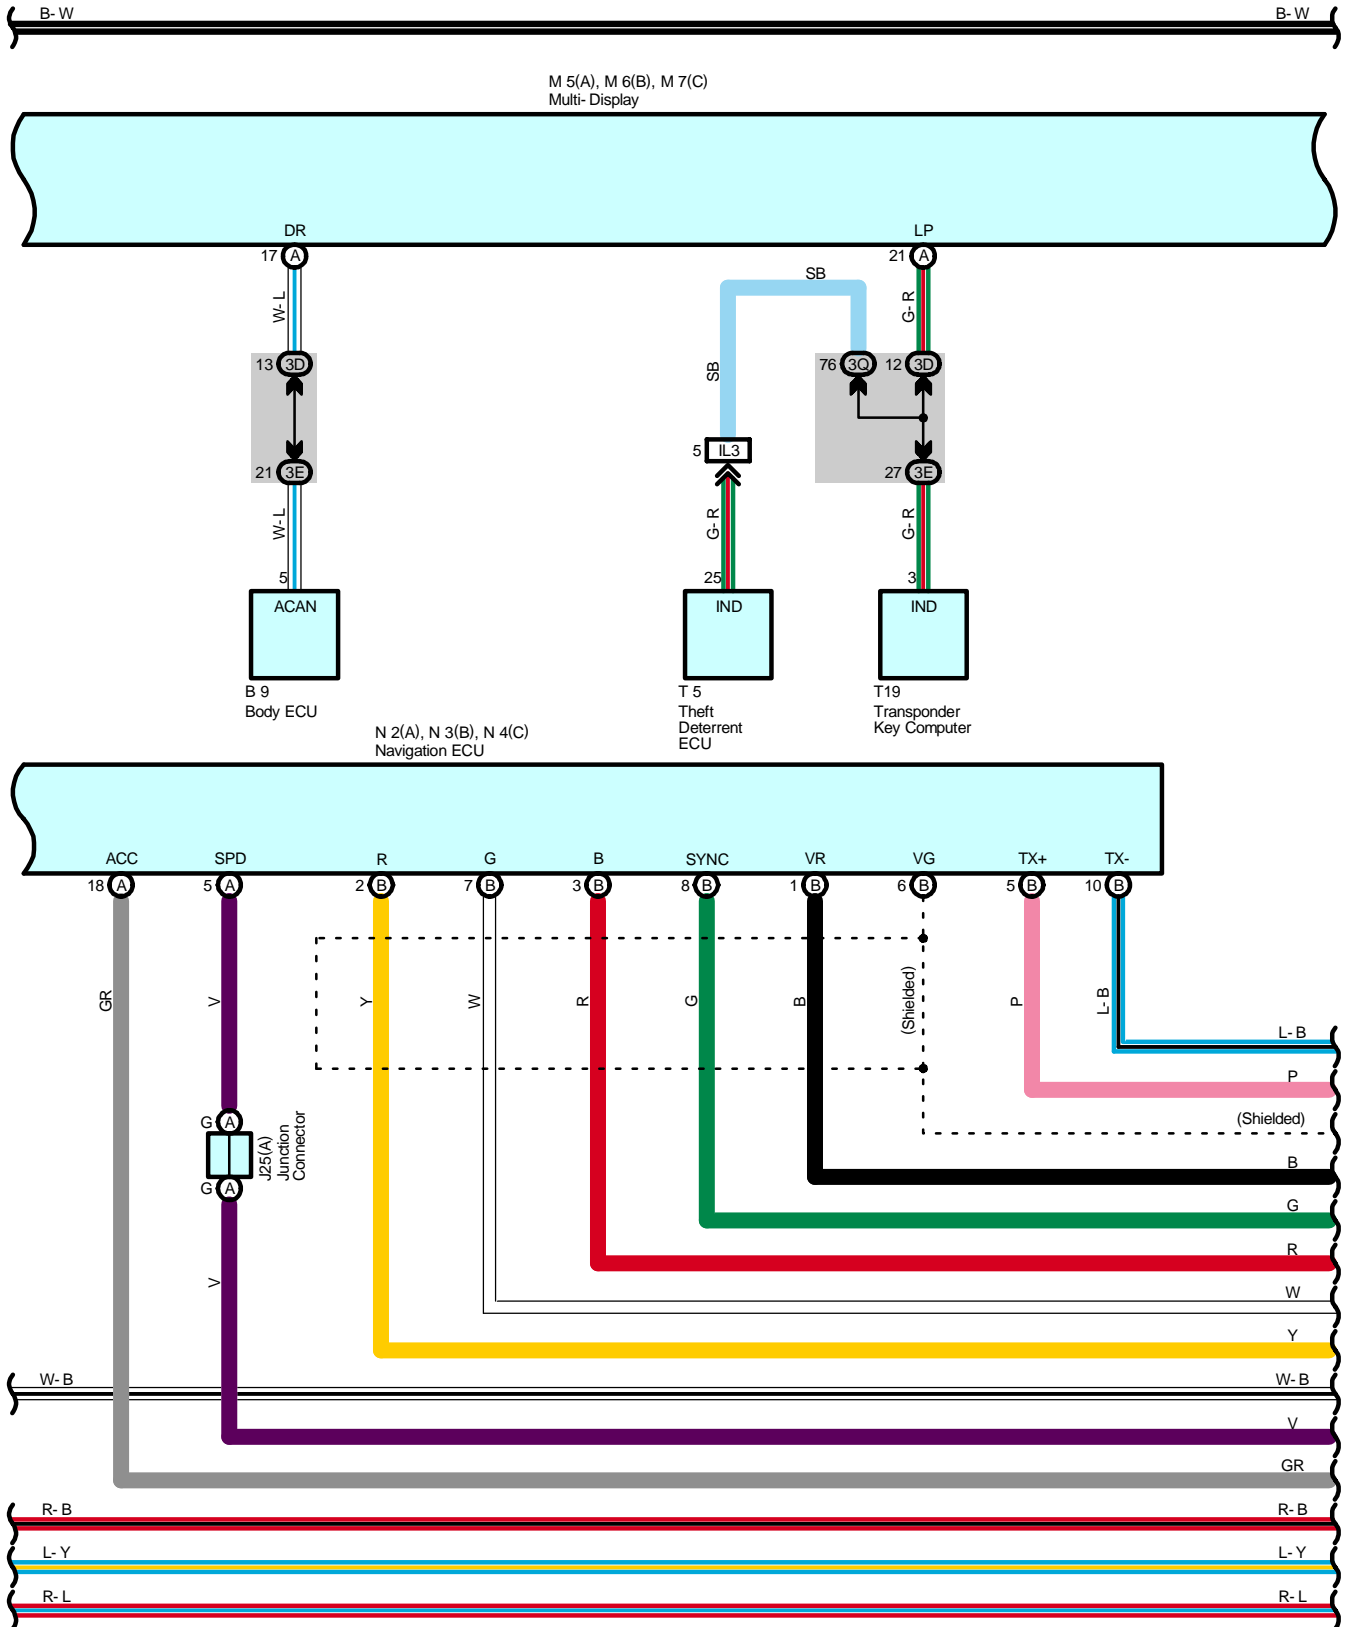 B- W
B- W
M 5(A), M 6(B), M 7(C)
Multi- Display
DR
LP
17
A
21
A
SB
W- L
G- R
SB
13
3D
76
3Q
12
3D
5
IL3
21
3E
27
3E
W- L
G- R
G- R
5
25
3
ACAN
IND
IND
B 9
Body ECU
T 5
Theft
Deterrent
ECU
T19
Transponder
Key Computer
N 2(A), N 3(B), N 4(C)
Navigation ECU
ACC
SPD
R
G
B
SYNC
VR
VG
TX+
TX-
18
A
5
A
2
B
7
B
3
B
8
B
1
B
6
B
5
B
10
B
GR
V
Y
W
R
G
B
(Shielded)
P
L- B
L- B
P
(Shielded)
G
A
J25(A)
Junction
Connector
G
A
B
G
R
V
W
Y
W- B
W- B
V
GR
R- B
R- B
L- Y
L- Y
R- L
R- L